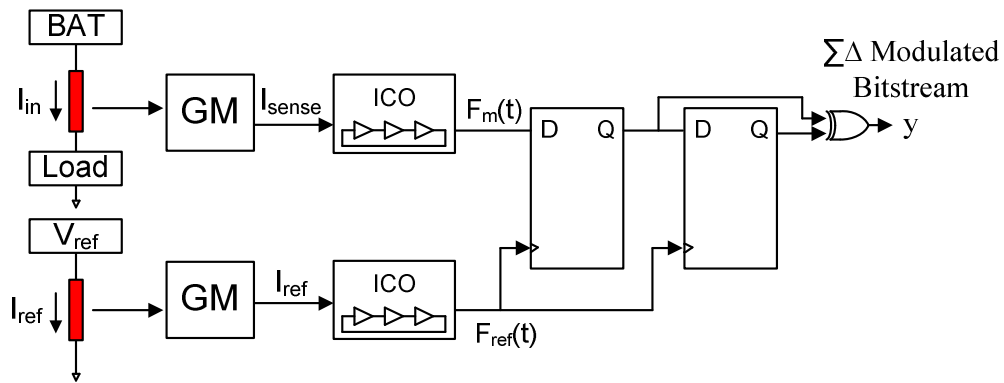 BAT
I_in
Load
GM
I_sense
ICO
F_m(t)
D Q
D Q
∑Δ Modulated
Bitstream
y
V_ref
I_ref
GM
I_ref
ICO
F_ref(t)